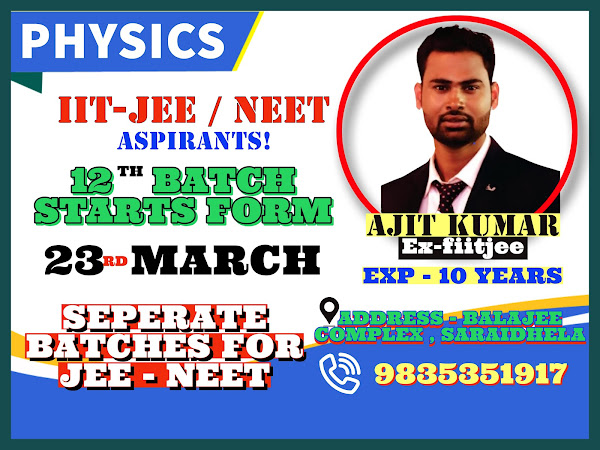 PHYSICS
IIT-JEE / NEET
ASPIRANTS!
12TH BATCH
STARTS FORM
23RD MARCH
SEPERATE
BATCHES FOR
JEE - NEET
AJIT KUMAR
Ex-fiitjee
EXP - 10 YEARS
ADDRESS - BALAJEE
COMPLEX , SARAIDHELA
9835351917